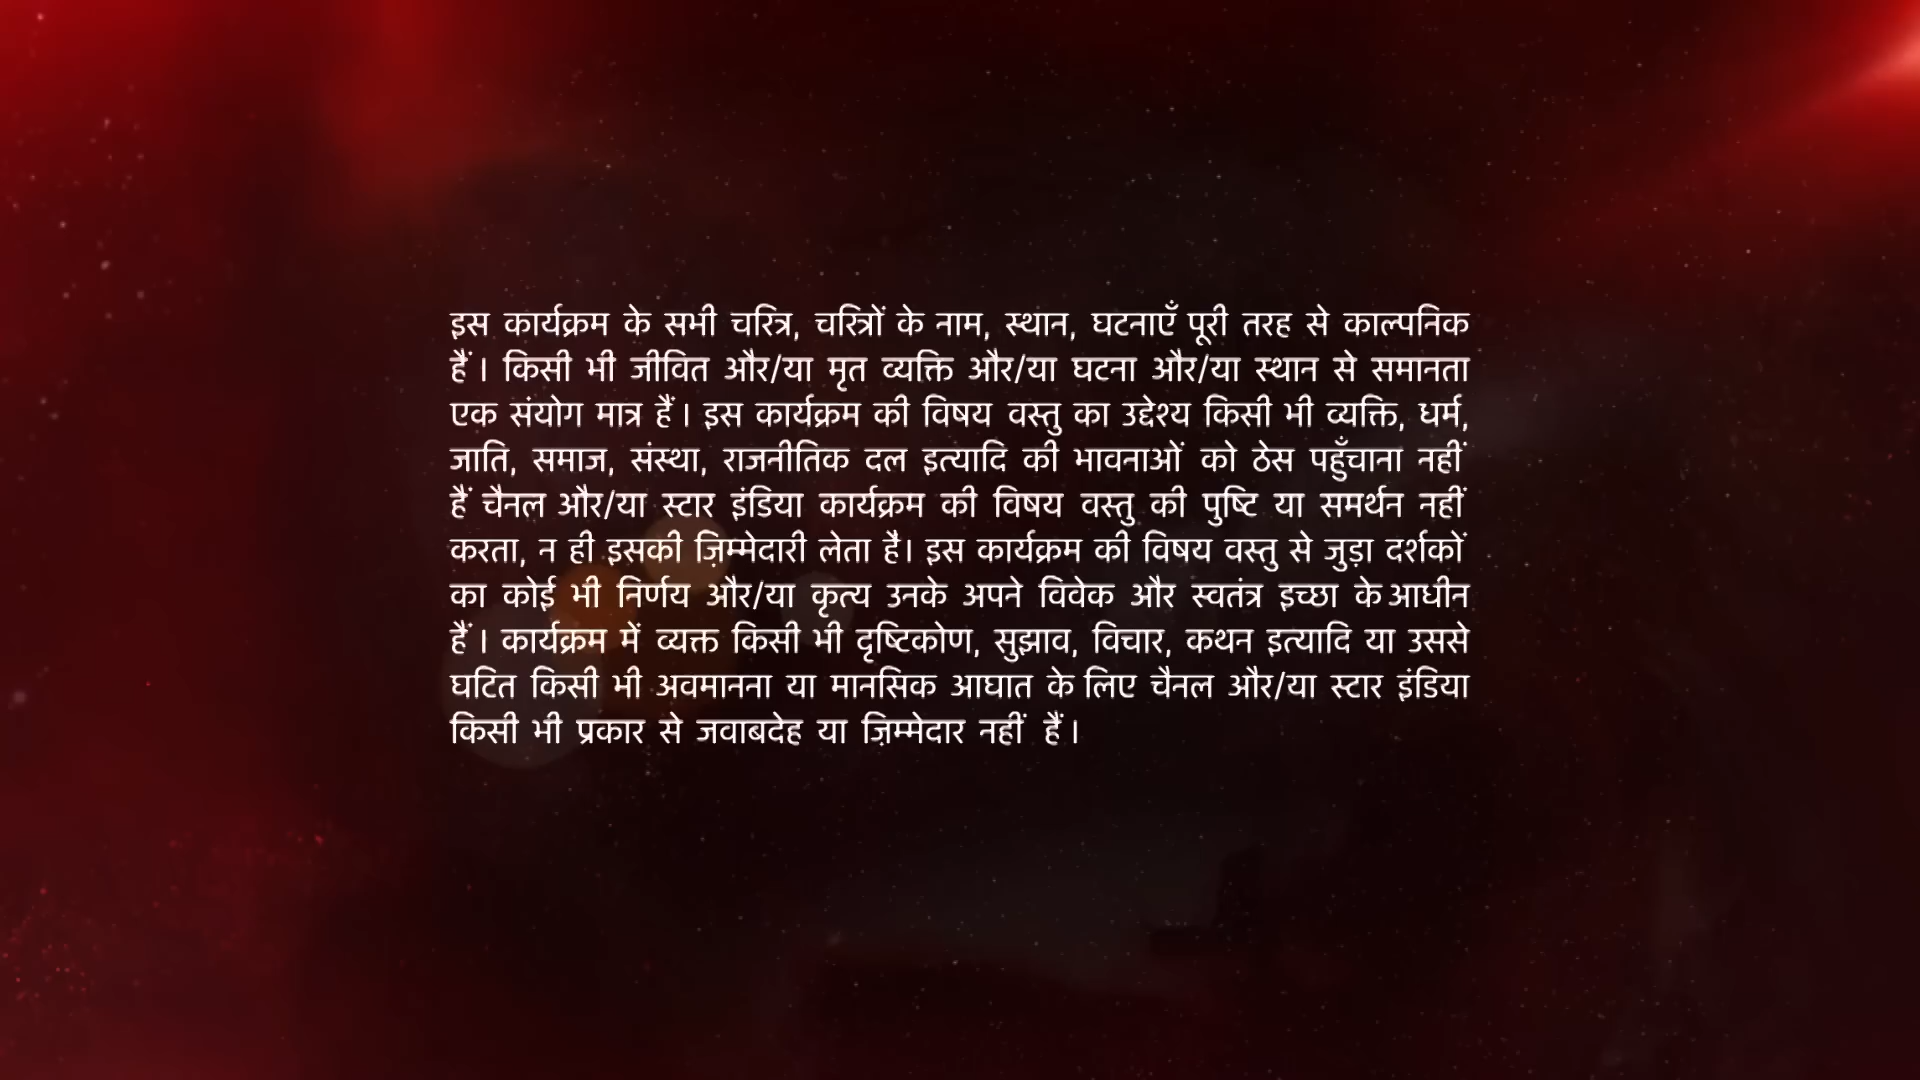 इस कार्यक्रम के सभी चरित्र, चरित्रों के नाम, स्थान, घटनाएँ पूरी तरह से काल्पनिक
हैं । किसी भी जीवित और/या मृत व्यक्ति और/या घटना और/या स्थान से समानता
एक संयोग मात्र हैं । इस कार्यक्रम की विषय वस्तु का उद्देश्य किसी भी व्यक्ति, धर्म,
जाति, समाज, संस्था, राजनीतिक दल इत्यादि की भावनाओं को ठेस पहुँचाना नहीं
हैं चैनल और/या स्टार इंडिया कार्यक्रम की विषय वस्तु की पुष्टि या समर्थन नहीं
करता, न ही इसकी ज़िम्मेदारी लेता है। इस कार्यक्रम की विषय वस्तु से जुड़ा दर्शकों
का कोई भी निर्णय और/या कृत्य उनके अपने विवेक और स्वतंत्र इच्छा के आधीन
हैं । कार्यक्रम में व्यक्त किसी भी दृष्टिकोण, सुझाव, विचार, कथन इत्यादि या उससे
घटित किसी भी अवमानना या मानसिक आघात के लिए चैनल और/या स्टार इंडिया
किसी भी प्रकार से जवाबदेह या ज़िम्मेदार नहीं हैं ।